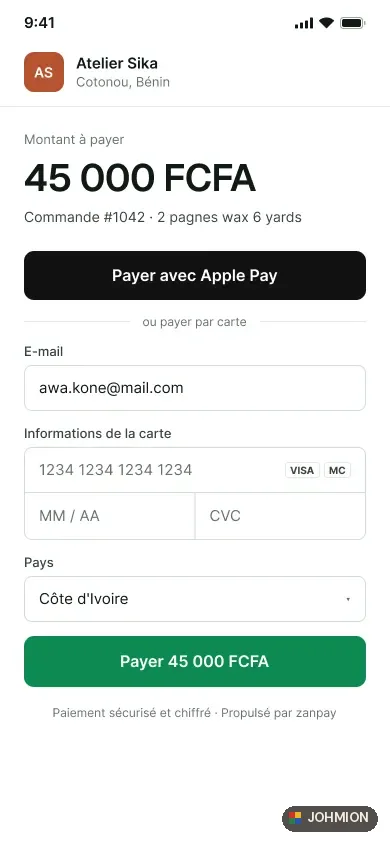 9:41
AS
Atelier Sika
Cotonou, Bénin
Montant à payer
45 000 FCFA
Commande #1042 · 2 pagnes wax 6 yards
Payer avec Apple Pay
ou payer par carte
E-mail
awa.kone@mail.com
Informations de la carte
1234 1234 1234 1234 VISA MC
MM / AA CVC
Pays
Côte d'Ivoire
Payer 45 000 FCFA
Paiement sécurisé et chiffré · Propulsé par zanpay
JOHMION